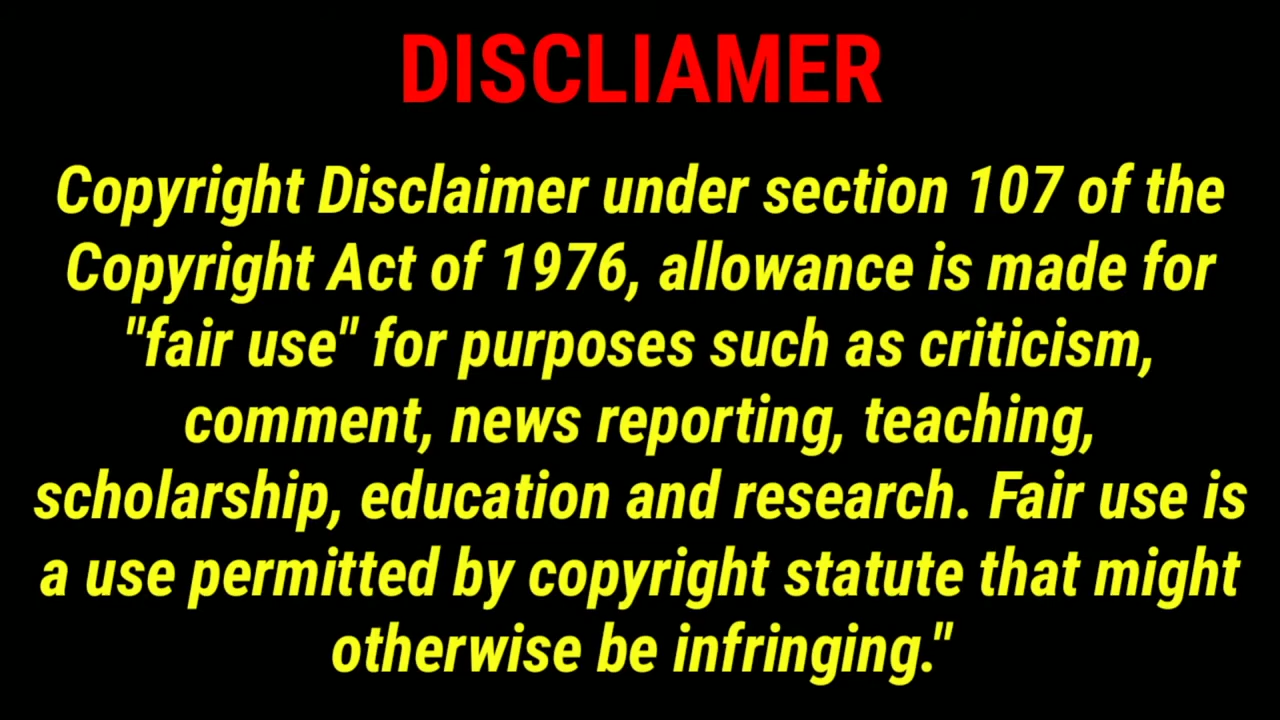 DISCLIAMER
Copyright Disclaimer under section 107 of the
Copyright Act of 1976, allowance is made for
"fair use" for purposes such as criticism,
comment, news reporting, teaching,
scholarship, education and research. Fair use is
a use permitted by copyright statute that might
otherwise be infringing."